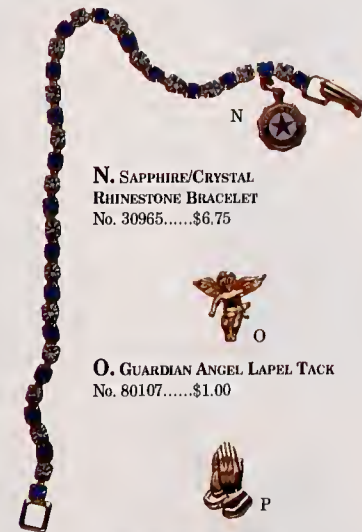 N
N. SAPPHIRE/CRYSTAL
RHINESTONE BRACELET
No. 30965......$6.75
O
O. GUARDIAN ANGEL LAPEL TACK
No. 80107......$1.00
P